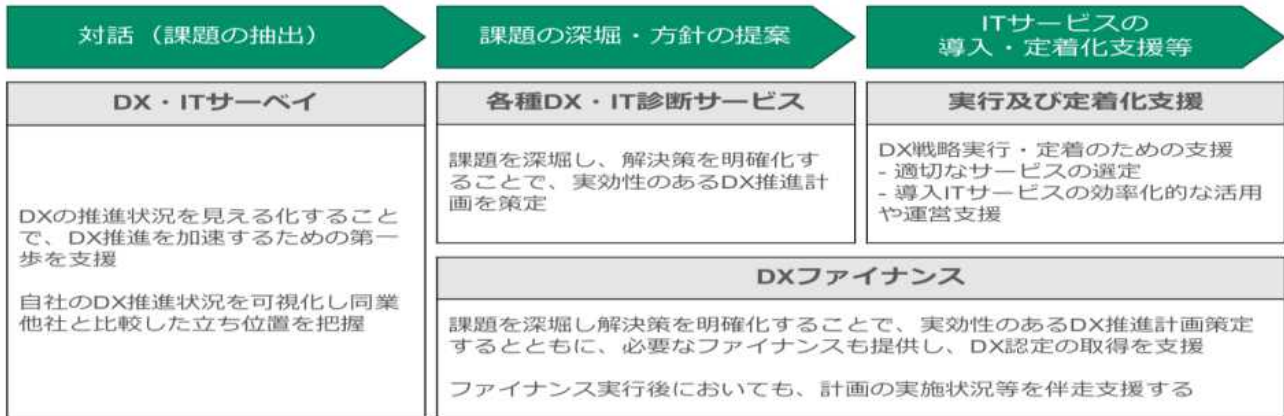 対話（課題の抽出）
課題の深堀・方針の提案
ITサービスの
導入・定着化支援等
DX・ITサーベイ
DXの推進状況を見える化すること
で、DX推進を加速するための第一
歩を支援
自社のDX推進状況を可視化し同業
他社と比較した立ち位置を把握
各種DX・IT診断サービス
課題を深堀し、解決策を明確化す
ることで、実効性のあるDX推進計
画を策定
実行及び定着化支援
DX戦略実行・定着のための支援
- 適切なサービスの選定
- 導入ITサービスの効率化的な活用
や運営支援
DXファイナンス
課題を深堀し解決策を明確化することで、実効性のあるDX推進計画策定
するとともに、必要なファイナンスも提供し、DX認定の取得を支援
ファイナンス実行後においても、計画の実施状況等を伴走支援する